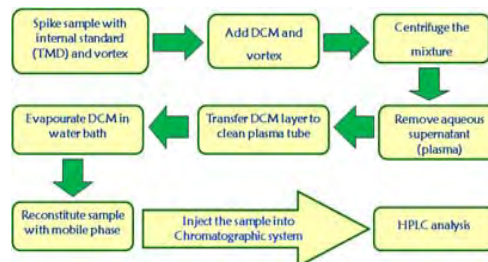 Spike sample with
internal standard
(TMD) and vortex
Add DCM and
vortex
Centrifuge the
mixture
Remove aqueous
supernatant
(plasma)
Transfer DCM layer to
clean plasma tube
Evapourate DCM in
water bath
Reconstitute sample
with mobile phase
Inject the sample into
Chromatographic system
HPLC analysis